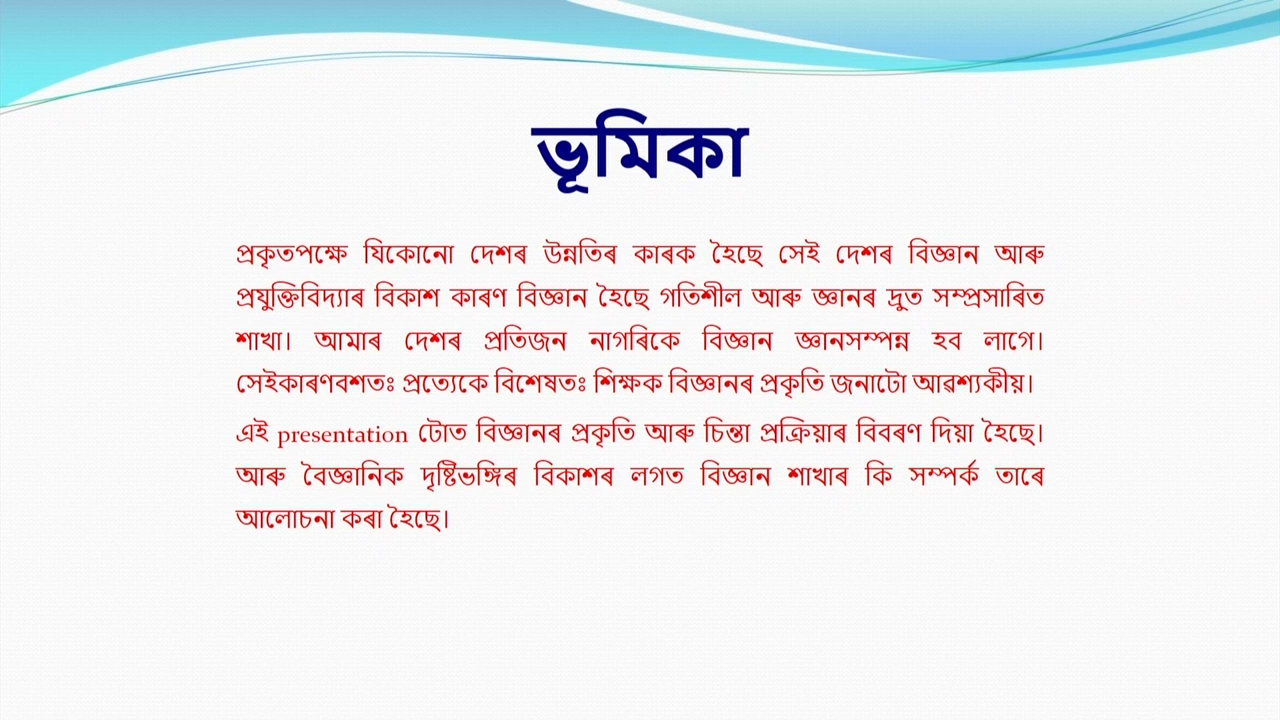 ভূমিকা
প্ৰকৃতপক্ষে যিকোনো দেশৰ উন্নতিৰ কাৰক হৈছে সেই দেশৰ বিজ্ঞান আৰু
প্ৰযুক্তিবিদ্যাৰ বিকাশ কাৰণ বিজ্ঞান হৈছে গতিশীল আৰু জ্ঞানৰ দ্ৰুত সম্প্ৰসাৰিত
শাখা। আমাৰ দেশৰ প্ৰতিজন নাগৰিকে বিজ্ঞান জ্ঞানসম্পন্ন হব লাগে।
সেইকাৰণবশতঃ প্ৰত্যেকে বিশেষতঃ শিক্ষক বিজ্ঞানৰ প্ৰকৃতি জনাটো আৱশ্যকীয়।
এই presentation টোত বিজ্ঞানৰ প্ৰকৃতি আৰু চিন্তা প্ৰক্ৰিয়াৰ বিবৰণ দিয়া হৈছে।
আৰু বৈজ্ঞানিক দৃষ্টিভঙ্গিৰ বিকাশৰ লগত বিজ্ঞান শাখাৰ কি সম্পৰ্ক তাৰে
আলোচনা কৰা হৈছে।